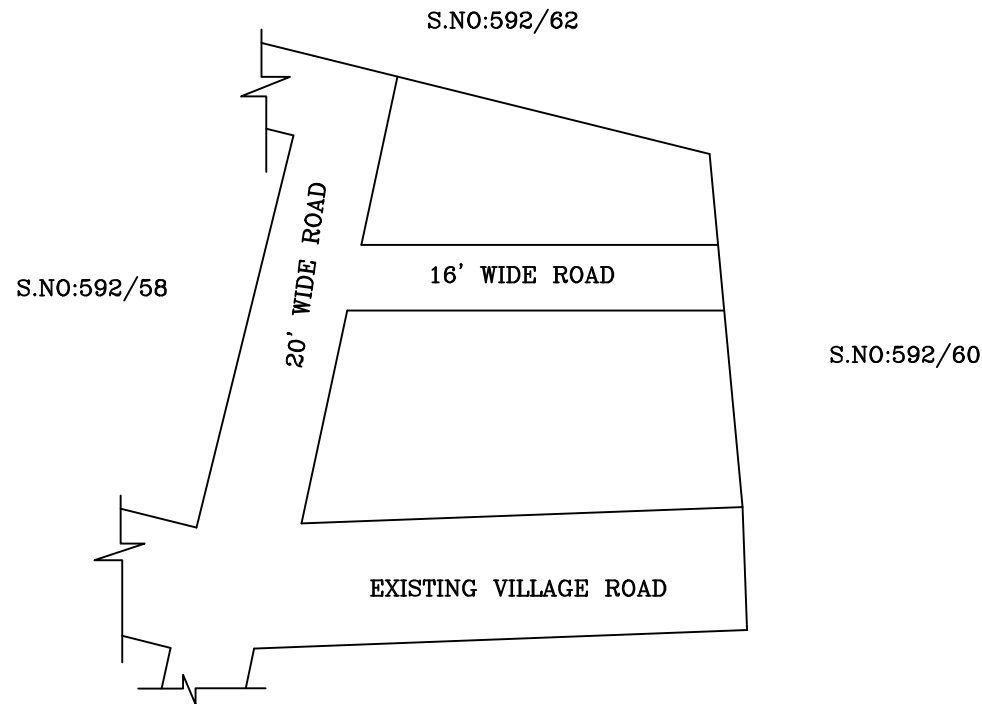 S.NO:592/62
20' WIDE ROAD
16' WIDE ROAD
S.NO:592/58
S.NO:592/60
EXISTING VILLAGE ROAD